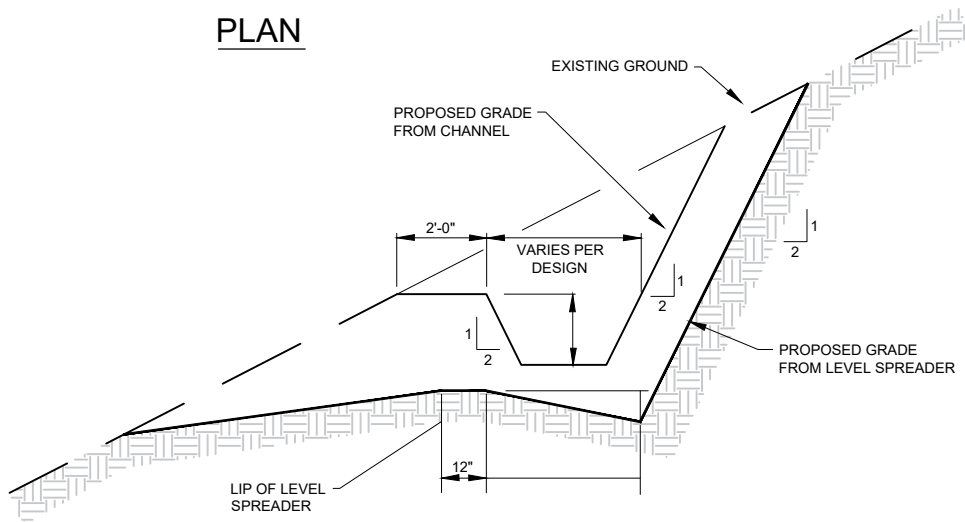 PLAN
EXISTING GROUND
PROPOSED GRADE
FROM CHANNEL
2'-0"
VARIES PER
DESIGN
1
2
1
2
1
2
PROPOSED GRADE
FROM LEVEL SPREADER
12"
LIP OF LEVEL
SPREADER